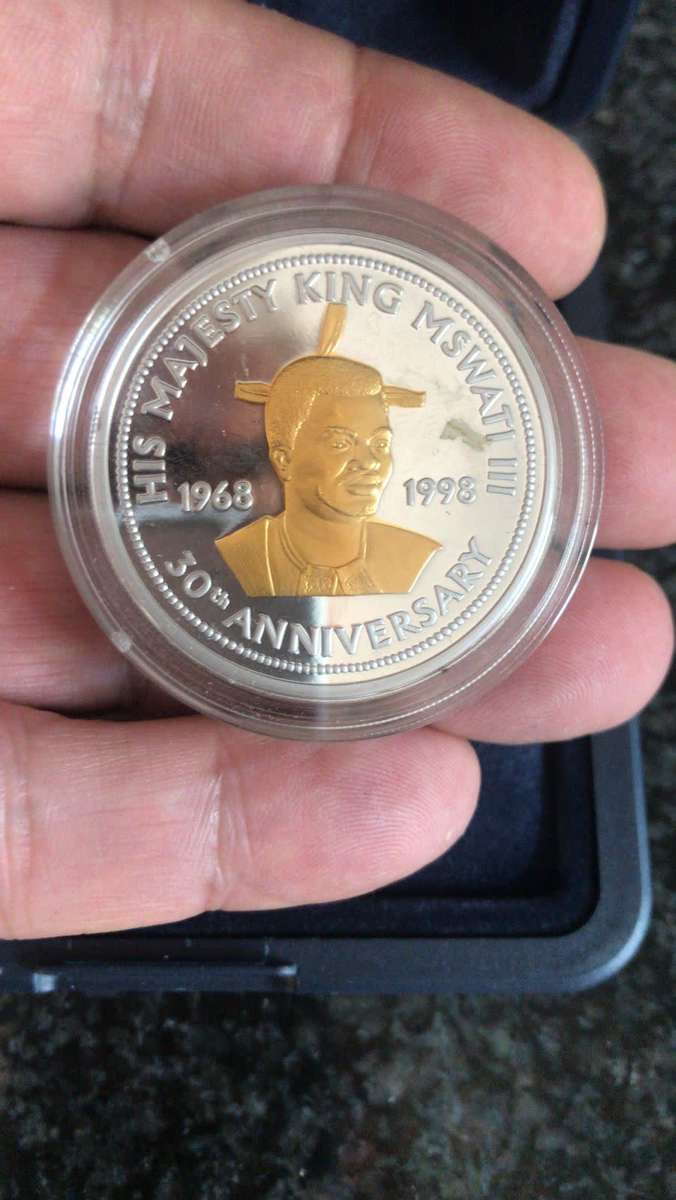 HIS MAJESTY KING MSWATI III
1968 1998
30th ANNIVERSARY